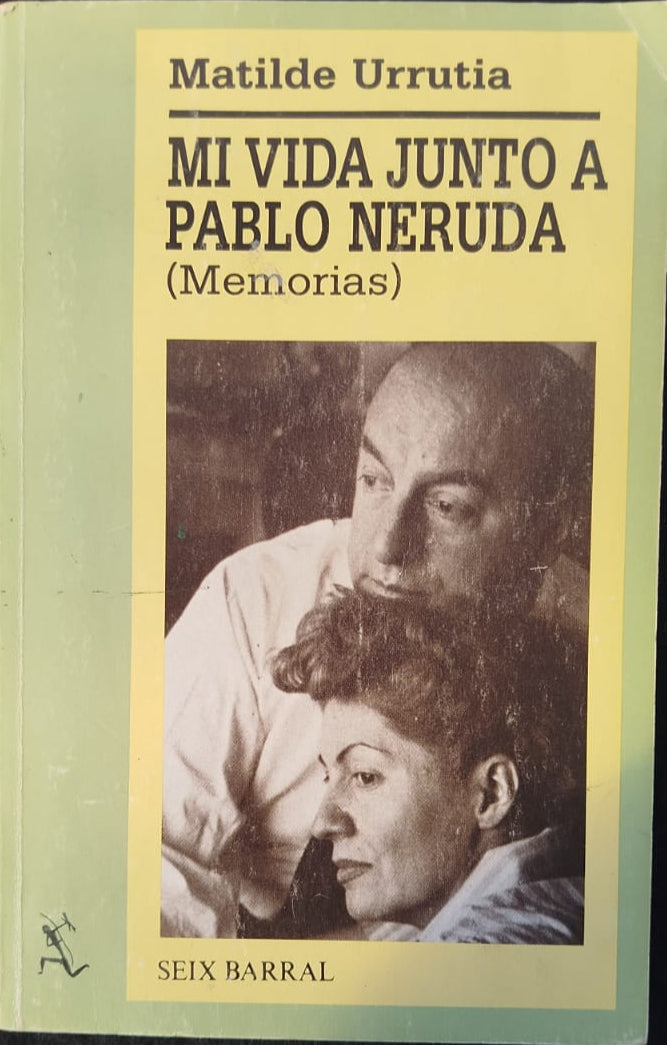 Matilde Urrutia
MI VIDA JUNTO A
PABLO NERUDA
(Memorias)
SEIX BARRAL